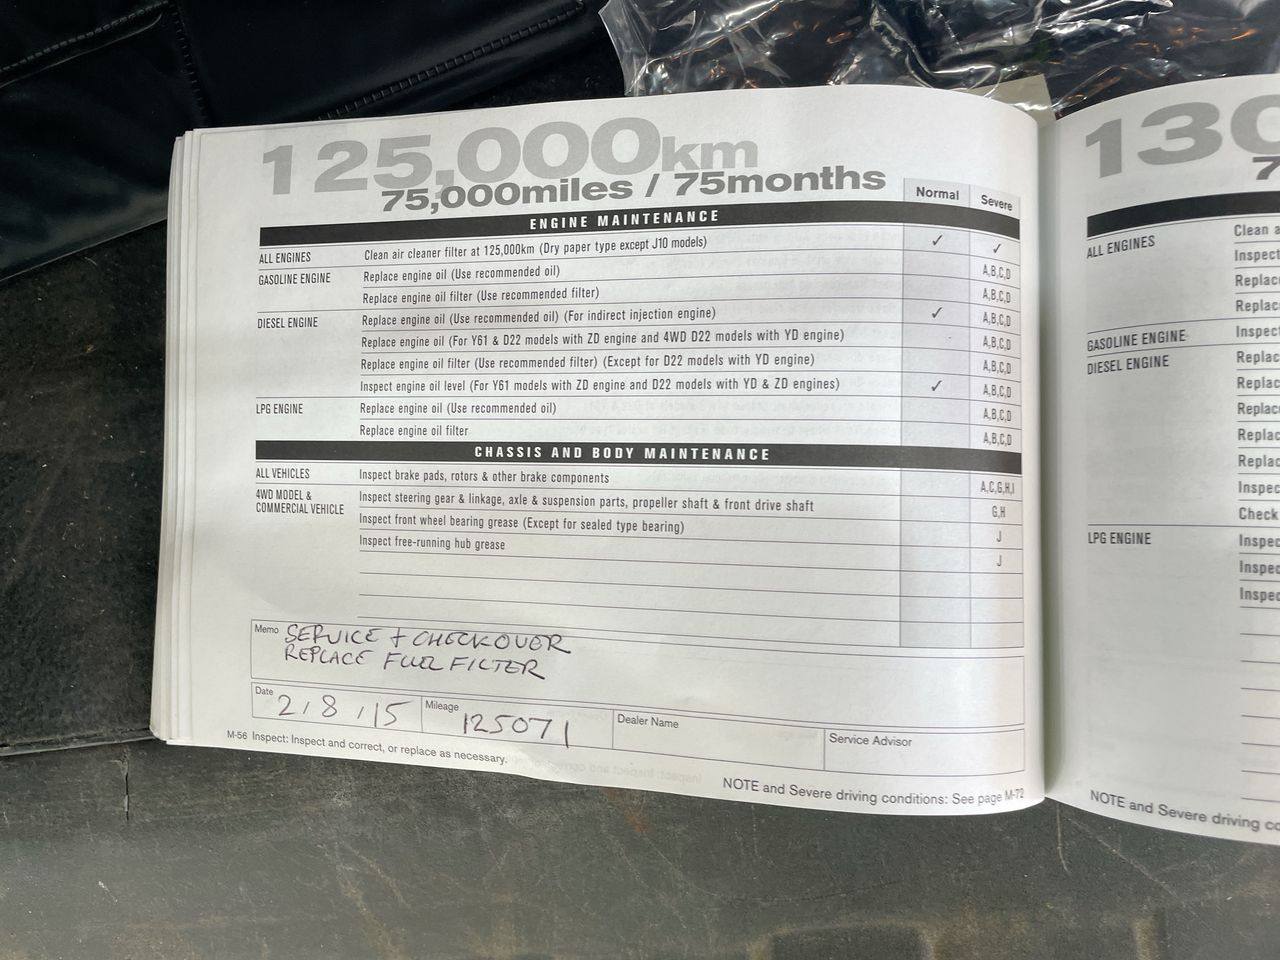 125,000km
75,000miles / 75months
Normal Severe
ENGINE MAINTENANCE
ALL ENGINES Clean air cleaner filter at 125,000km (Dry paper type except J10 models) ✓ ✓
GASOLINE ENGINE Replace engine oil (Use recommended oil) A,B,C,D
Replace engine oil filter (Use recommended filter) A,B,C,D
DIESEL ENGINE Replace engine oil (Use recommended oil) (For indirect injection engine) ✓ A,B,C,D
Replace engine oil (For Y61 & D22 models with ZD engine and 4WD D22 models with YD engine) A,B,C,D
Replace engine oil filter (Use recommended filter) (Except for D22 models with YD engine) A,B,C,D
Inspect engine oil level (For Y61 models with ZD engine and D22 models with YD & ZD engines) ✓ A,B,C,D
LPG ENGINE Replace engine oil (Use recommended oil) A,B,C,D
Replace engine oil filter A,B,C,D
CHASSIS AND BODY MAINTENANCE
ALL VEHICLES Inspect brake pads, rotors & other brake components A,C,G,H,I
4WD MODEL & COMMERCIAL VEHICLE Inspect steering gear & linkage, axle & suspension parts, propeller shaft & front drive shaft G,H
Inspect front wheel bearing grease (Except for sealed type bearing) J
Inspect free-running hub grease J
Memo SERVICE + CHECKOVER
REPLACE FUEL FILTER
Date 2/8/15 Mileage 125071 Dealer Name Service Advisor
M-56 Inspect: Inspect and correct, or replace as necessary.
NOTE and Severe driving conditions: See page M-72
130
7
ALL ENGINES Clean a
Inspect
Replac
Replac
GASOLINE ENGINE Inspect
DIESEL ENGINE Replac
Replac
Replac
Replac
Replac
Inspec
Check
LPG ENGINE Inspec
Inspec
Inspec
NOTE and Severe driving co